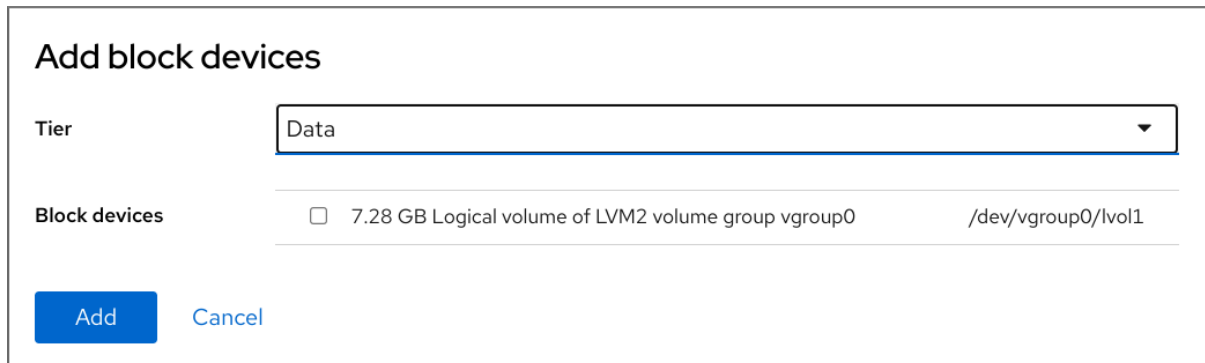 Add block devices
Tier Data
Block devices 7.28 GB Logical volume of LVM2 volume group vgroup0 /dev/vgroup0/lvol1
Add Cancel